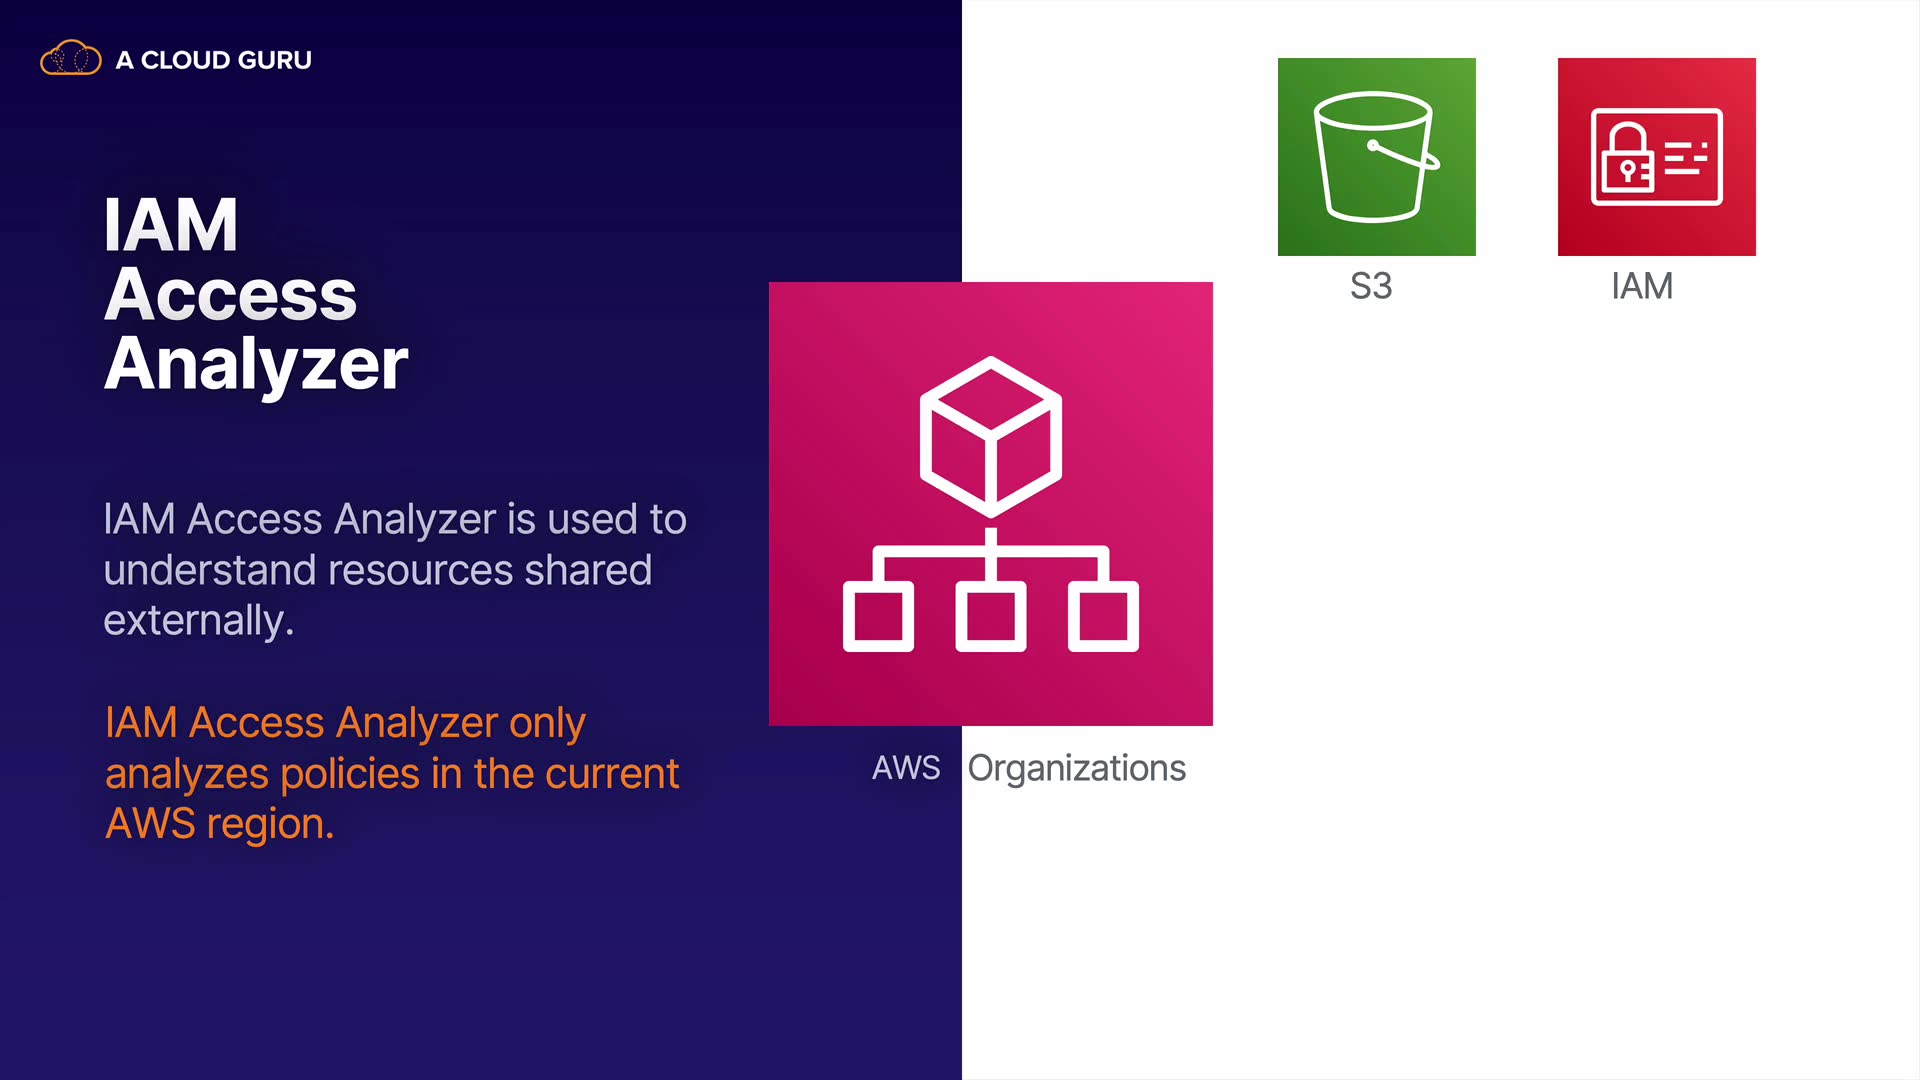 A CLOUD GURU
IAM
Access
Analyzer
IAM Access Analyzer is used to
understand resources shared
externally.
IAM Access Analyzer only
analyzes policies in the current
AWS region.
AWS Organizations
S3
IAM